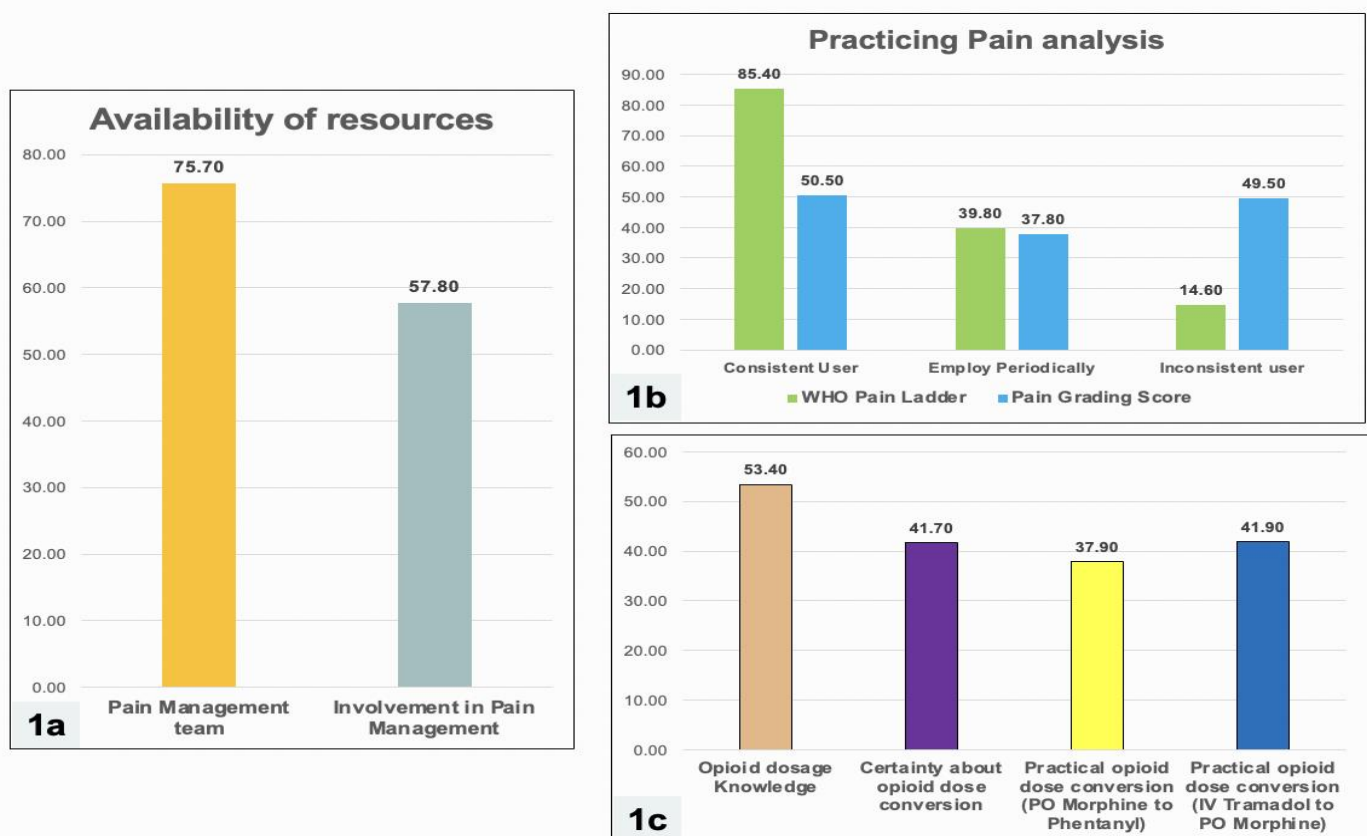 Availability of resources
80.00
70.00
60.00
50.00
40.00
30.00
20.00
10.00
0.00
75.70
57.80
Pain Management
team
Involvement in Pain
Management
1a
Practicing Pain analysis
90.00
80.00
70.00
60.00
50.00
40.00
30.00
20.00
10.00
0.00
85.40
50.50
39.80
37.80
14.60
49.50
Consistent User
Employ Periodically
Inconsistent user
WHO Pain Ladder
Pain Grading Score
1b
60.00
50.00
40.00
30.00
20.00
10.00
0.00
53.40
41.70
37.90
41.90
Opioid dosage
Knowledge
Certainty about
opioid dose
conversion
Practical opioid
dose conversion
(PO Morphine to
Phentanyl)
Practical opioid
dose conversion
(IV Tramadol to
PO Morphine)
1c